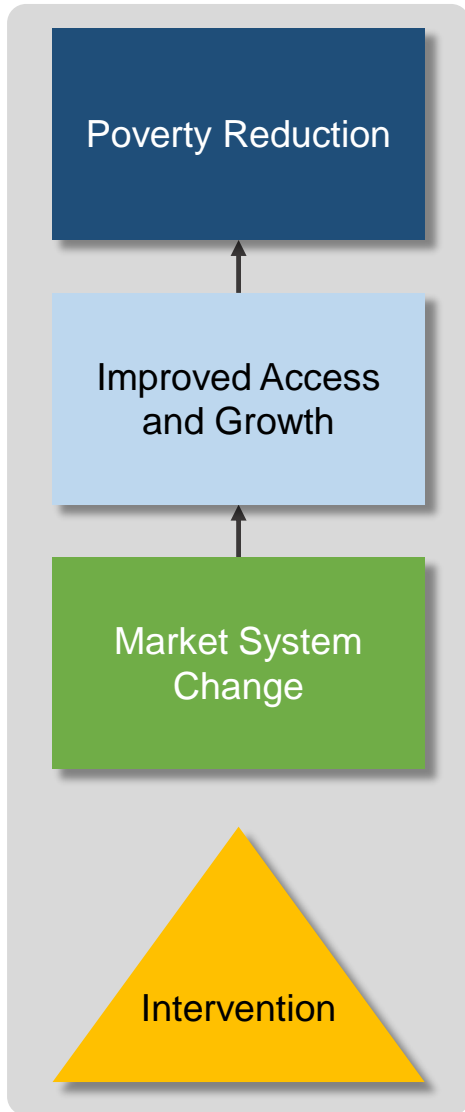 Poverty Reduction
Improved Access
and Growth
Market System
Change
Intervention